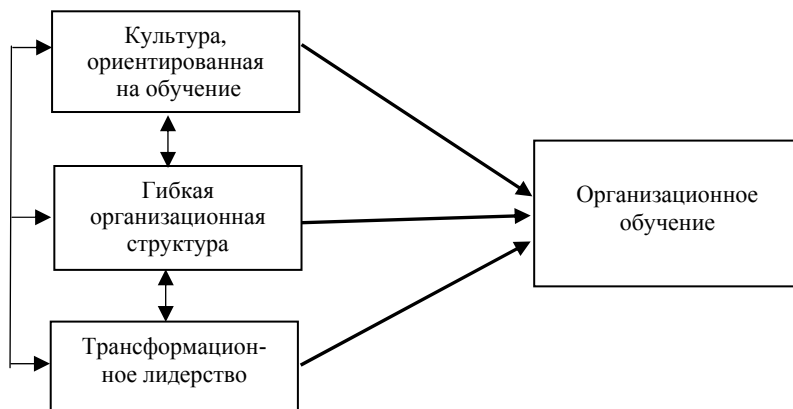 Культура,
ориентированная
на обучение
Гибкая
организационная
структура
Трансформацион-
ное лидерство
Организационное
обучение